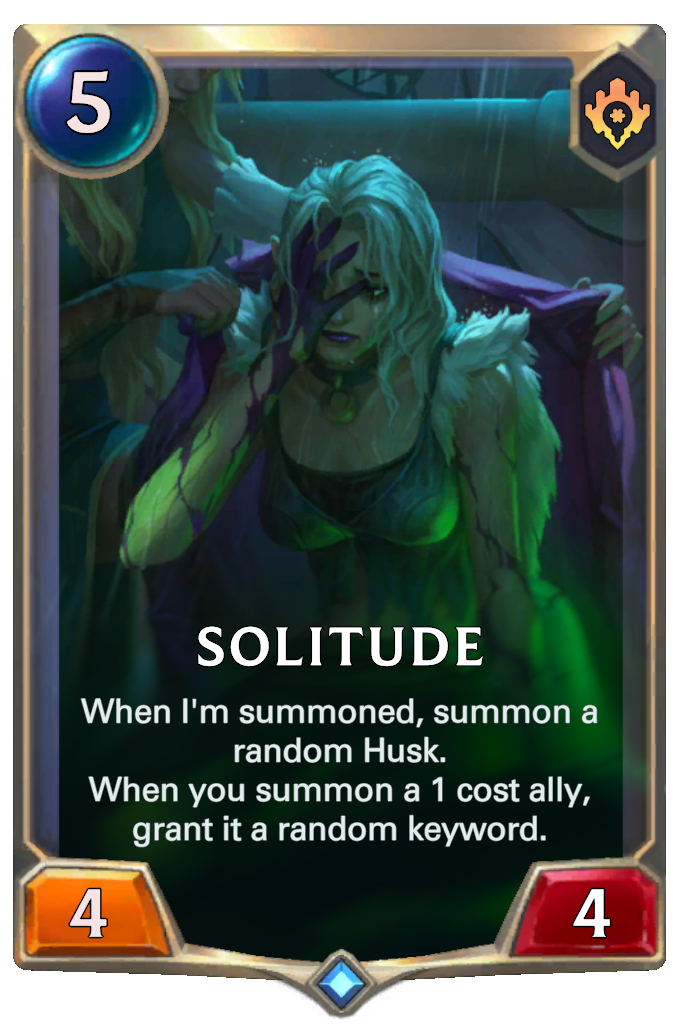 5
SOLITUDE
When I'm summoned, summon a
random Husk.
When you summon a 1 cost ally,
grant it a random keyword.
4
4